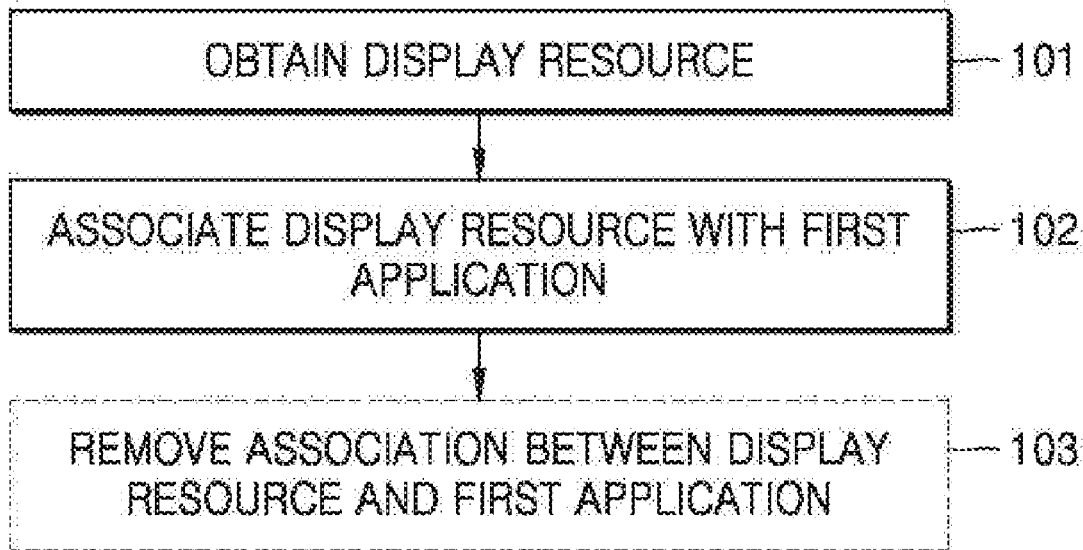 OBTAIN DISPLAY RESOURCE 101
ASSOCIATE DISPLAY RESOURCE WITH FIRST 102
APPLICATION
REMOVE ASSOCIATION BETWEEN DISPLAY 103
RESOURCE AND FIRST APPLICATION